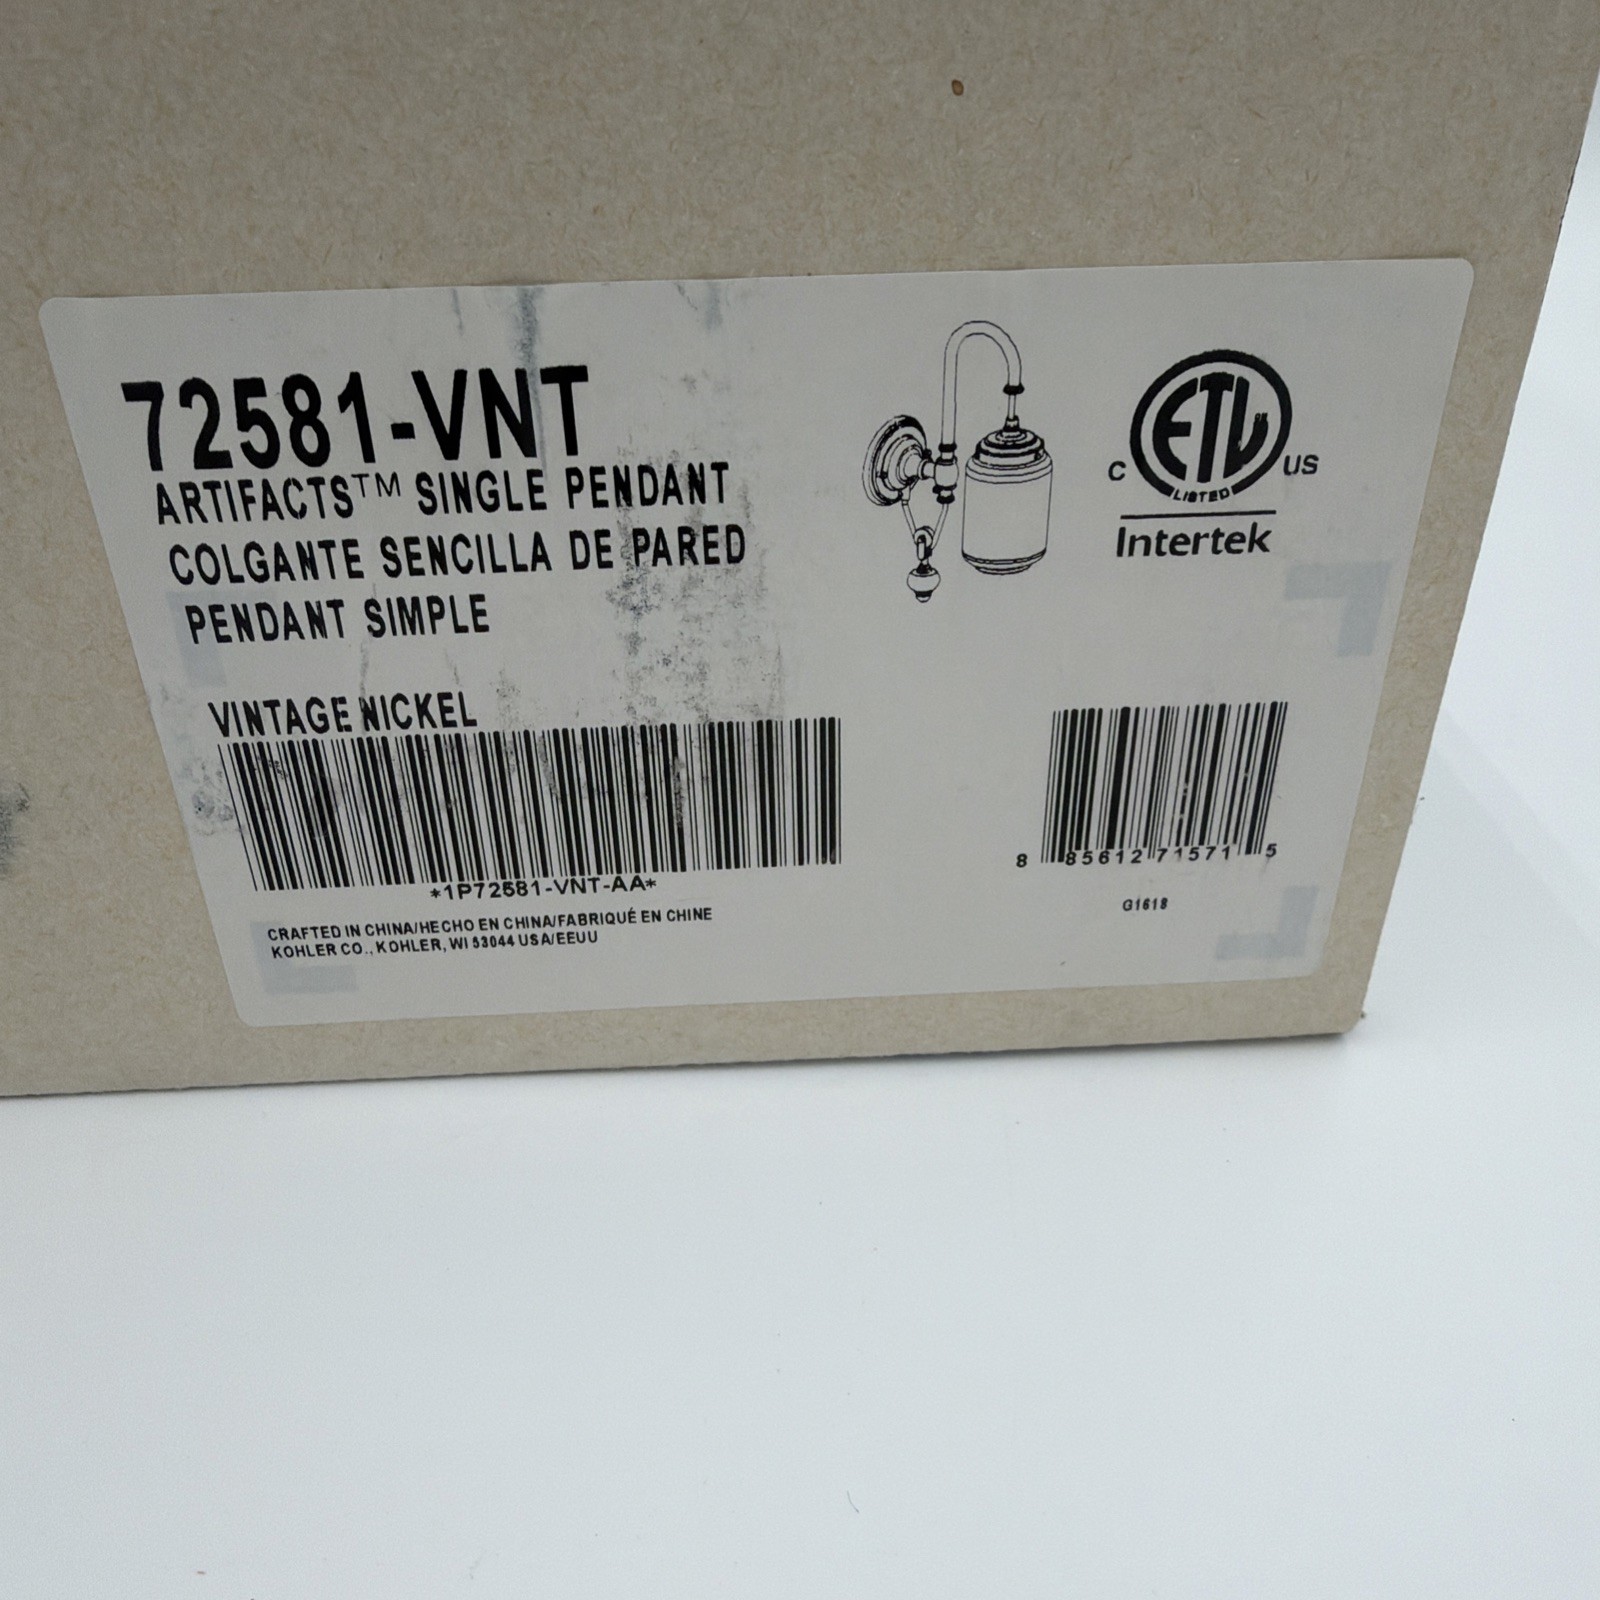 72581-VNT
ARTIFACTS™ SINGLE PENDANT
COLGANTE SENCILLA DE PARED
PENDANT SIMPLE
VINTAGE NICKEL
*1P72581-VNT-AA*
CRAFTED IN CHINA/HECHO EN CHINA/FABRIQUÉ EN CHINE
KOHLER CO., KOHLER, WI 53044 USA/EEUU
C ETL US
LISTED
Intertek
8 85612 71571 5
G1618